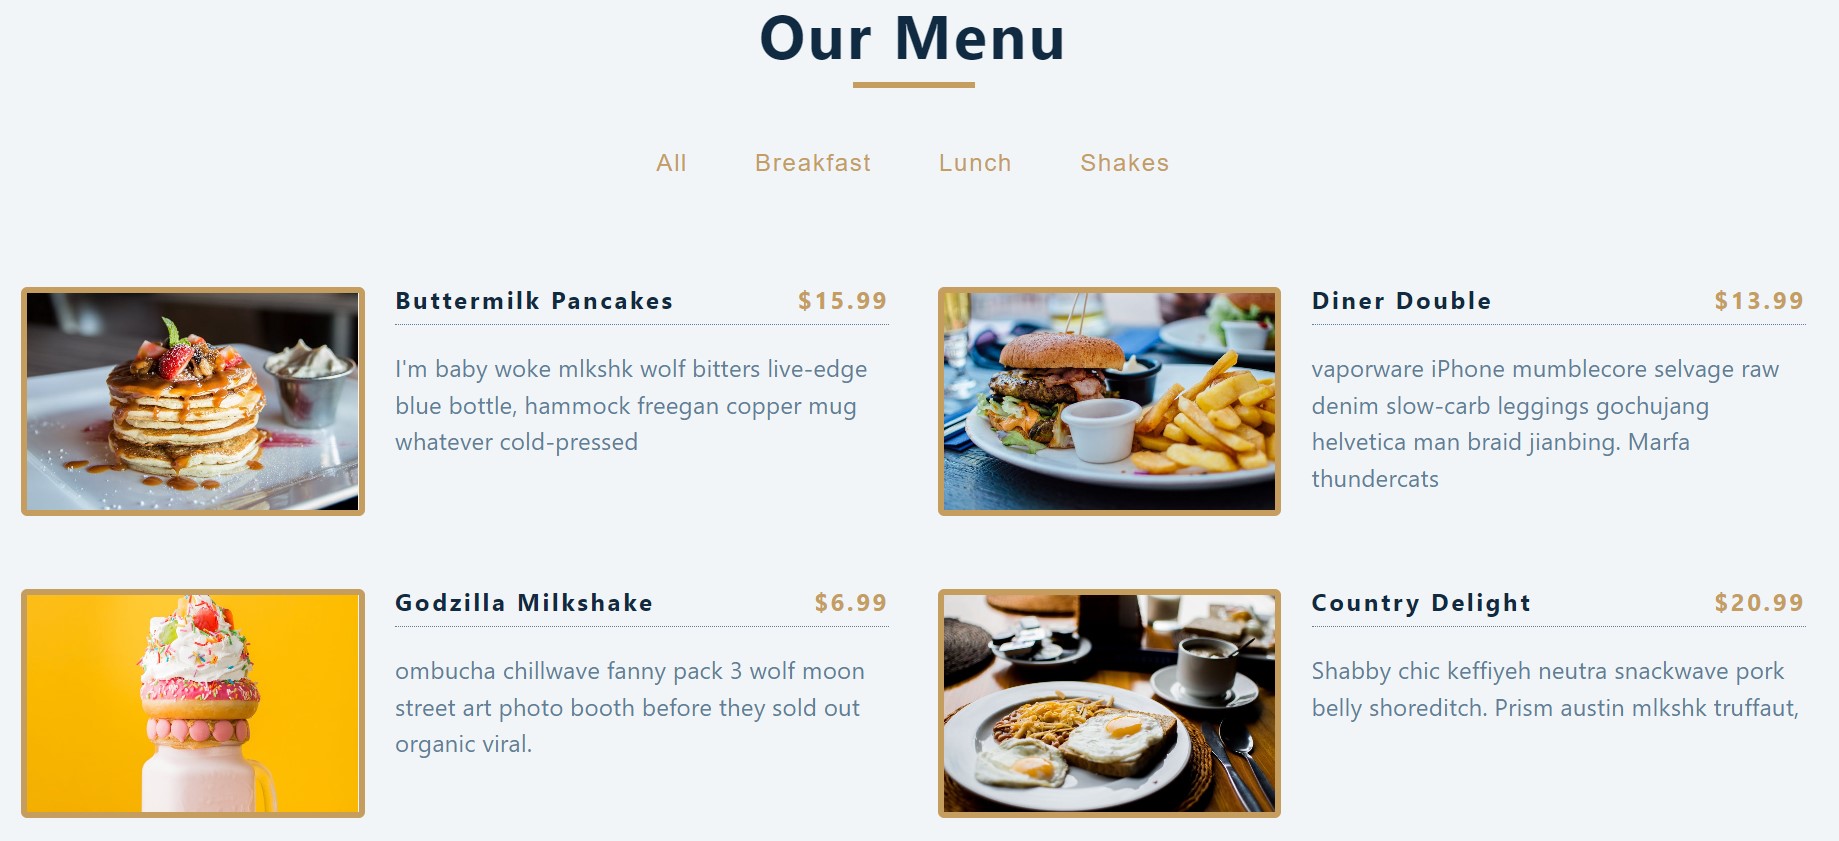 Our Menu
All Breakfast Lunch Shakes
Buttermilk Pancakes $15.99
I'm baby woke mlkshk wolf bitters live-edge
blue bottle, hammock freegan copper mug
whatever cold-pressed
Diner Double $13.99
vaporware iPhone mumblecore selvage raw
denim slow-carb leggings gochujang
helvetica man braid jianbing. Marfa
thundercats
Godzilla Milkshake $6.99
ombucha chillwave fanny pack 3 wolf moon
street art photo booth before they sold out
organic viral.
Country Delight $20.99
Shabby chic keffiyeh neutra snackwave pork
belly shoreditch. Prism austin mlkshk truffaut,